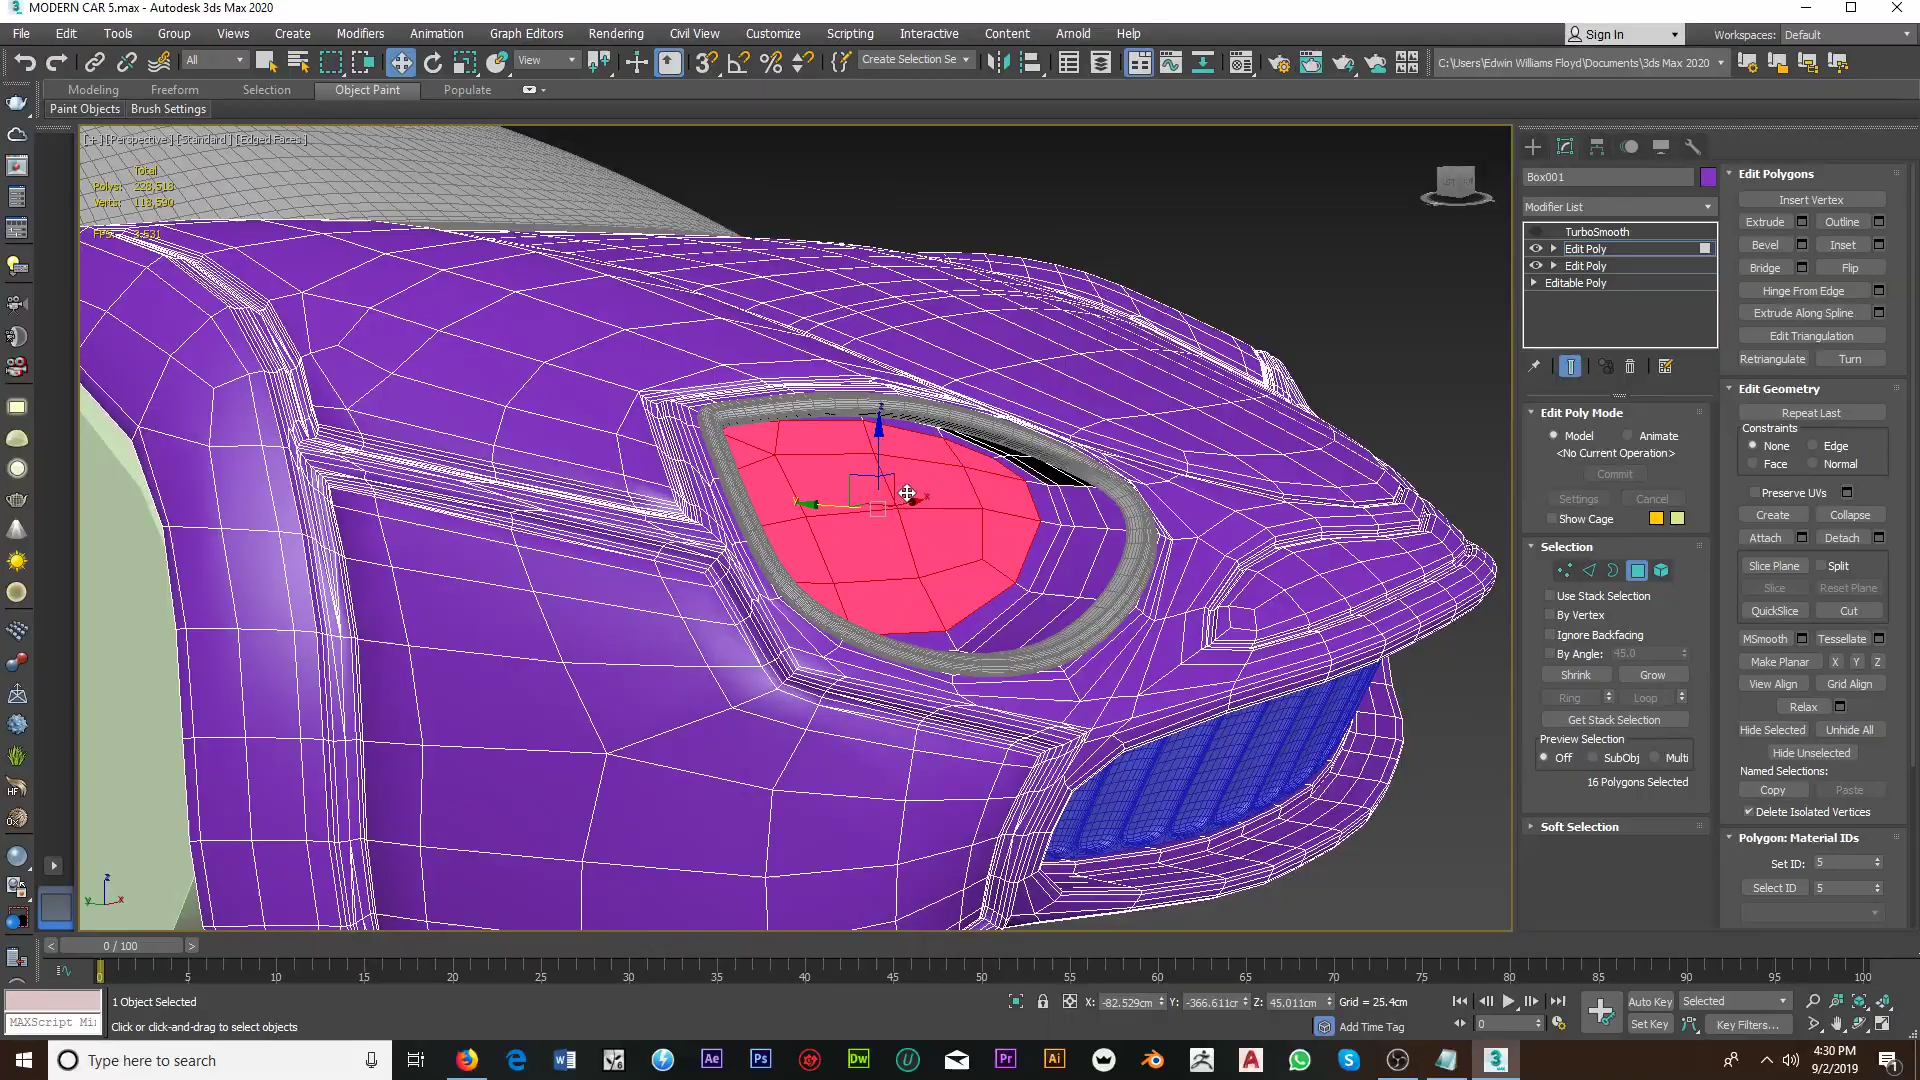 MODERN CAR 5.max - Autodesk 3ds Max 2020
File Edit Tools Group Views Create Modifiers Animation Graph Editors Rendering Civil View Customize Scripting Interactive Content Arnold Help
Sign In
Workspaces: Default
All
View
Create Selection Se
C:\Users\Edwin Williams Floyd\Documents\3ds Max 2020
Modeling Freeform Selection Object Paint Populate
Paint Objects Brush Settings
[+] [Perspective] [Standard] [Edged Faces]
Total
Polys: 228,518
Verts: 118,590
FPS: 3.531
Box001
Modifier List
TurboSmooth
Edit Poly
Edit Poly
Editable Poly
Edit Poly Mode
Model Animate
<No Current Operation>
Commit
Settings Cancel
Show Cage
Selection
Use Stack Selection
By Vertex
Ignore Backfacing
By Angle: 45.0
Shrink Grow
Ring Loop
Get Stack Selection
Preview Selection
Off SubObj Multi
16 Polygons Selected
Soft Selection
Edit Polygons
Insert Vertex
Extrude Outline
Bevel Inset
Bridge Flip
Hinge From Edge
Extrude Along Spline
Edit Triangulation
Retriangulate Turn
Edit Geometry
Repeat Last
Constraints
None Edge
Face Normal
Preserve UVs
Create Collapse
Attach Detach
Slice Plane Split
Slice Reset Plane
QuickSlice Cut
MSmooth Tessellate
Make Planar X Y Z
View Align Grid Align
Relax
Hide Selected Unhide All
Hide Unselected
Named Selections:
Copy Paste
Delete Isolated Vertices
Polygon: Material IDs
Set ID: 5
Select ID 5
0 / 100
0 5 10 15 20 25 30 35 40 45 50 55 60 65 70 75 80 85 90 95 100
1 Object Selected
X: -82.529cm Y: -366.611cr Z: 45.011cm Grid = 25.4cm
Auto Key Selected
MAXScript Mi
Click or click-and-drag to select objects
Add Time Tag
0
Set Key Key Filters...
Type here to search
4:30 PM
9/2/2019